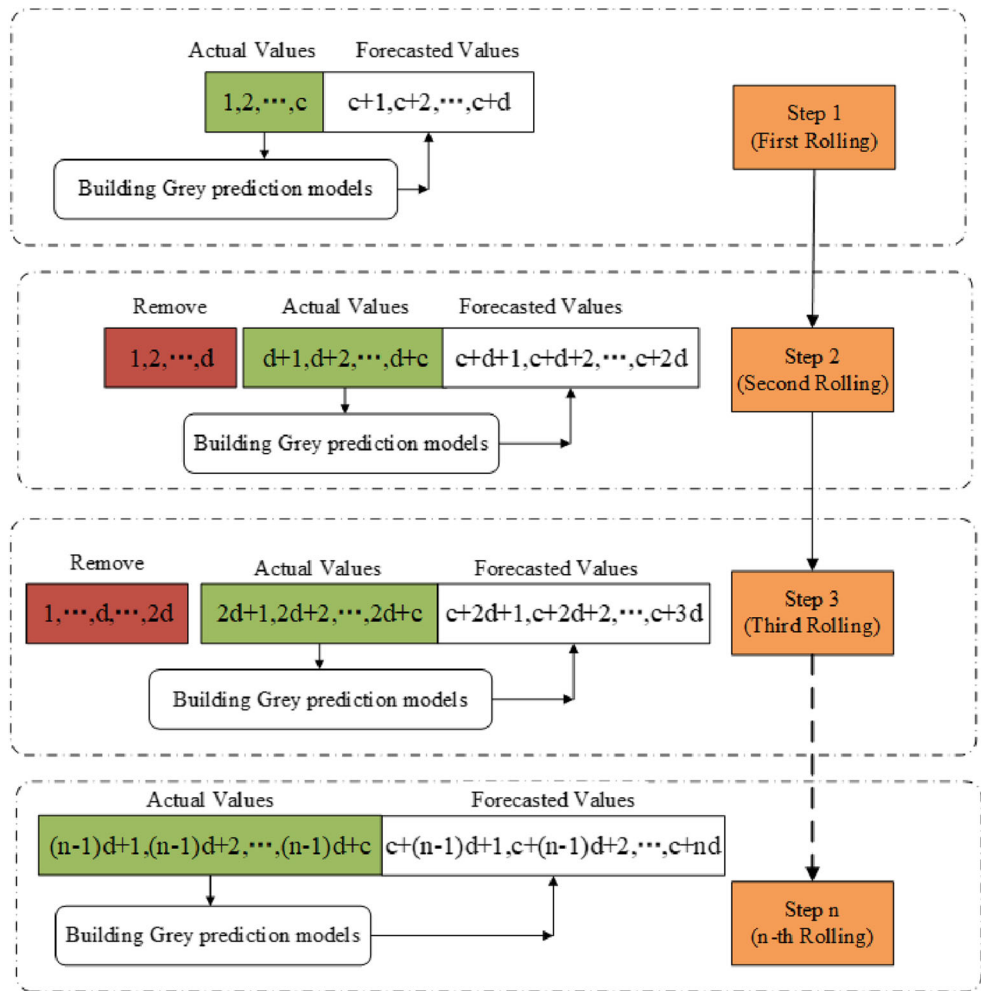 Actual Values
Forecasted Values
1,2,···,c
c+1,c+2,···,c+d
Building Grey prediction models
Step 1
(First Rolling)
Remove
Actual Values
Forecasted Values
1,2,···,d
d+1,d+2,···,d+c
c+d+1,c+d+2,···,c+2d
Building Grey prediction models
Step 2
(Second Rolling)
Remove
Actual Values
Forecasted Values
1,···,d,···,2d
2d+1,2d+2,···,2d+c
c+2d+1,c+2d+2,···,c+3d
Building Grey prediction models
Step 3
(Third Rolling)
Actual Values
Forecasted Values
(n-1)d+1,(n-1)d+2,···,(n-1)d+c
c+(n-1)d+1,c+(n-1)d+2,···,c+nd
Building Grey prediction models
Step n
(n-th Rolling)